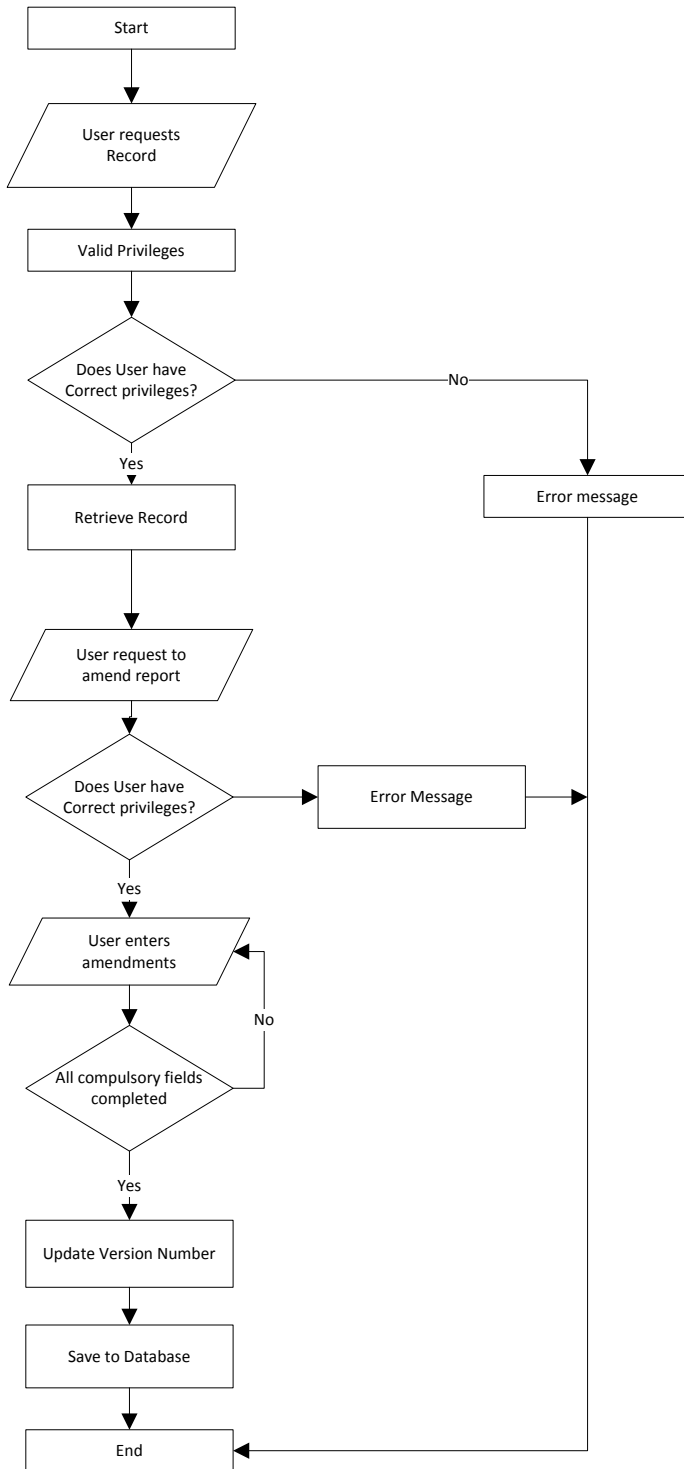 Start
User requests
Record
Valid Privileges
Does User have
Correct privileges?
No
Yes
Error message
Retrieve Record
User request to
amend report
Does User have
Correct privileges?
Error Message
Yes
User enters
amendments
No
All compulsory fields
completed
Yes
Update Version Number
Save to Database
End